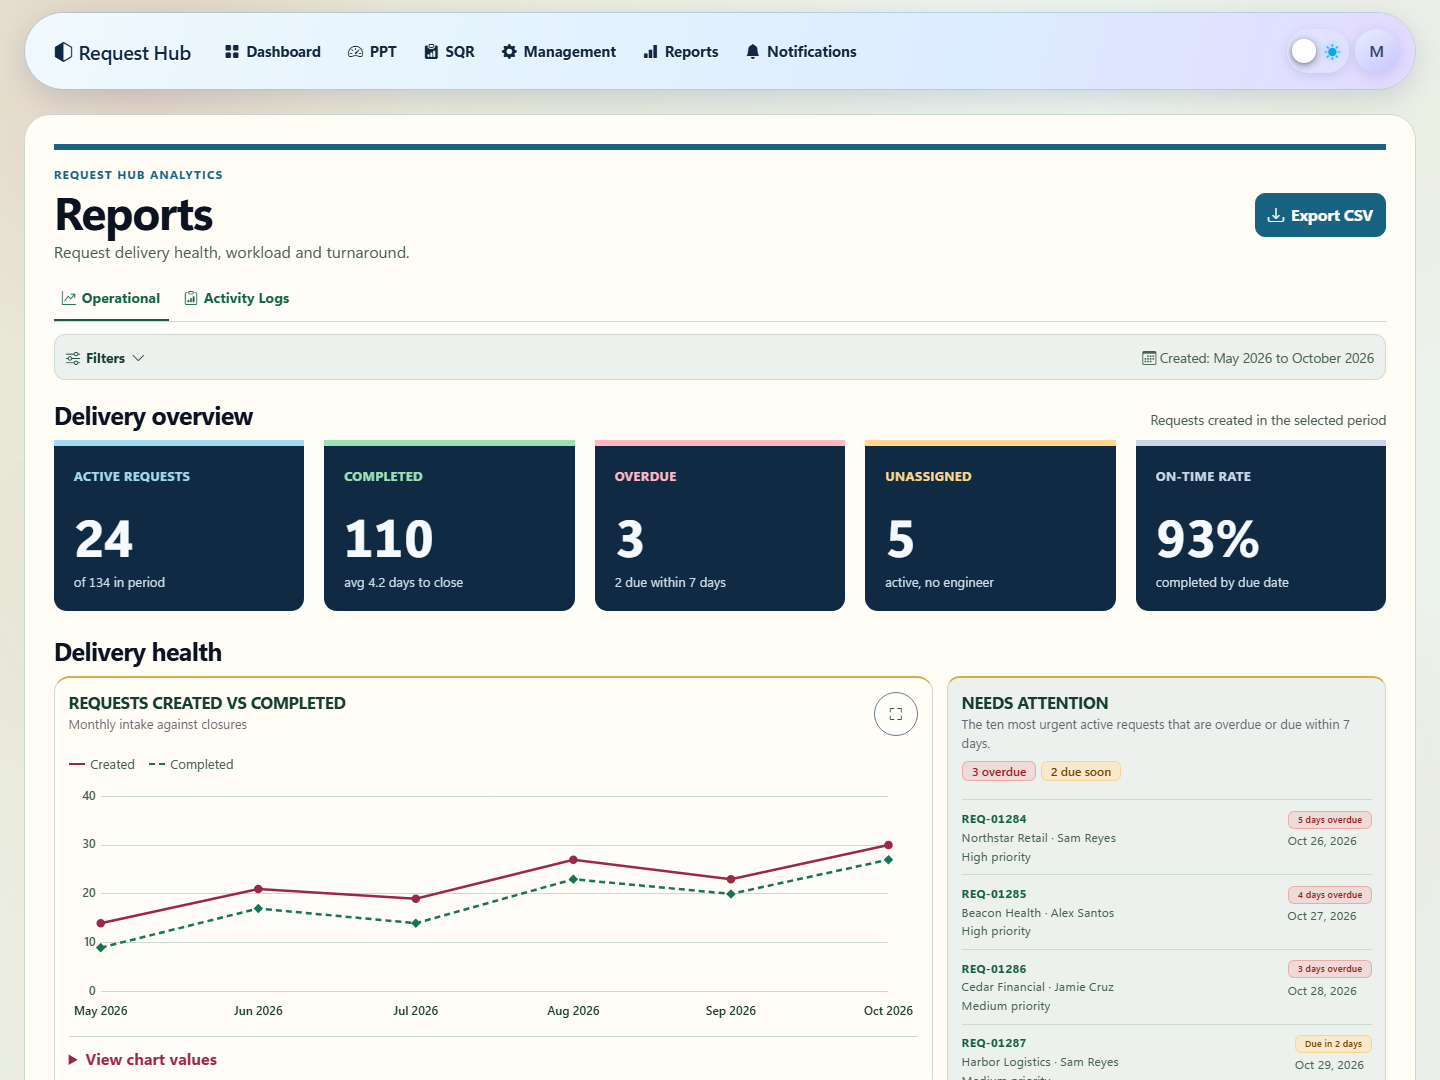 Request Hub
Dashboard
PPT
SQR
Management
Reports
Notifications
M
REQUEST HUB ANALYTICS
Reports
Request delivery health, workload and turnaround.
Export CSV
Operational
Activity Logs
Filters
Created: May 2026 to October 2026
Delivery overview
Requests created in the selected period
ACTIVE REQUESTS
24
of 134 in period
COMPLETED
110
avg 4.2 days to close
OVERDUE
3
2 due within 7 days
UNASSIGNED
5
active, no engineer
ON-TIME RATE
93%
completed by due date
Delivery health
REQUESTS CREATED VS COMPLETED
Monthly intake against closures
Created
Completed
40
30
20
10
0
May 2026
Jun 2026
Jul 2026
Aug 2026
Sep 2026
Oct 2026
View chart values
NEEDS ATTENTION
The ten most urgent active requests that are overdue or due within 7
days.
3 overdue
2 due soon
REQ-01284
5 days overdue
Northstar Retail · Sam Reyes
Oct 26, 2026
High priority
REQ-01285
4 days overdue
Beacon Health · Alex Santos
Oct 27, 2026
High priority
REQ-01286
3 days overdue
Cedar Financial · Jamie Cruz
Oct 28, 2026
Medium priority
REQ-01287
Due in 2 days
Harbor Logistics · Sam Reyes
Oct 29, 2026
Medium priority